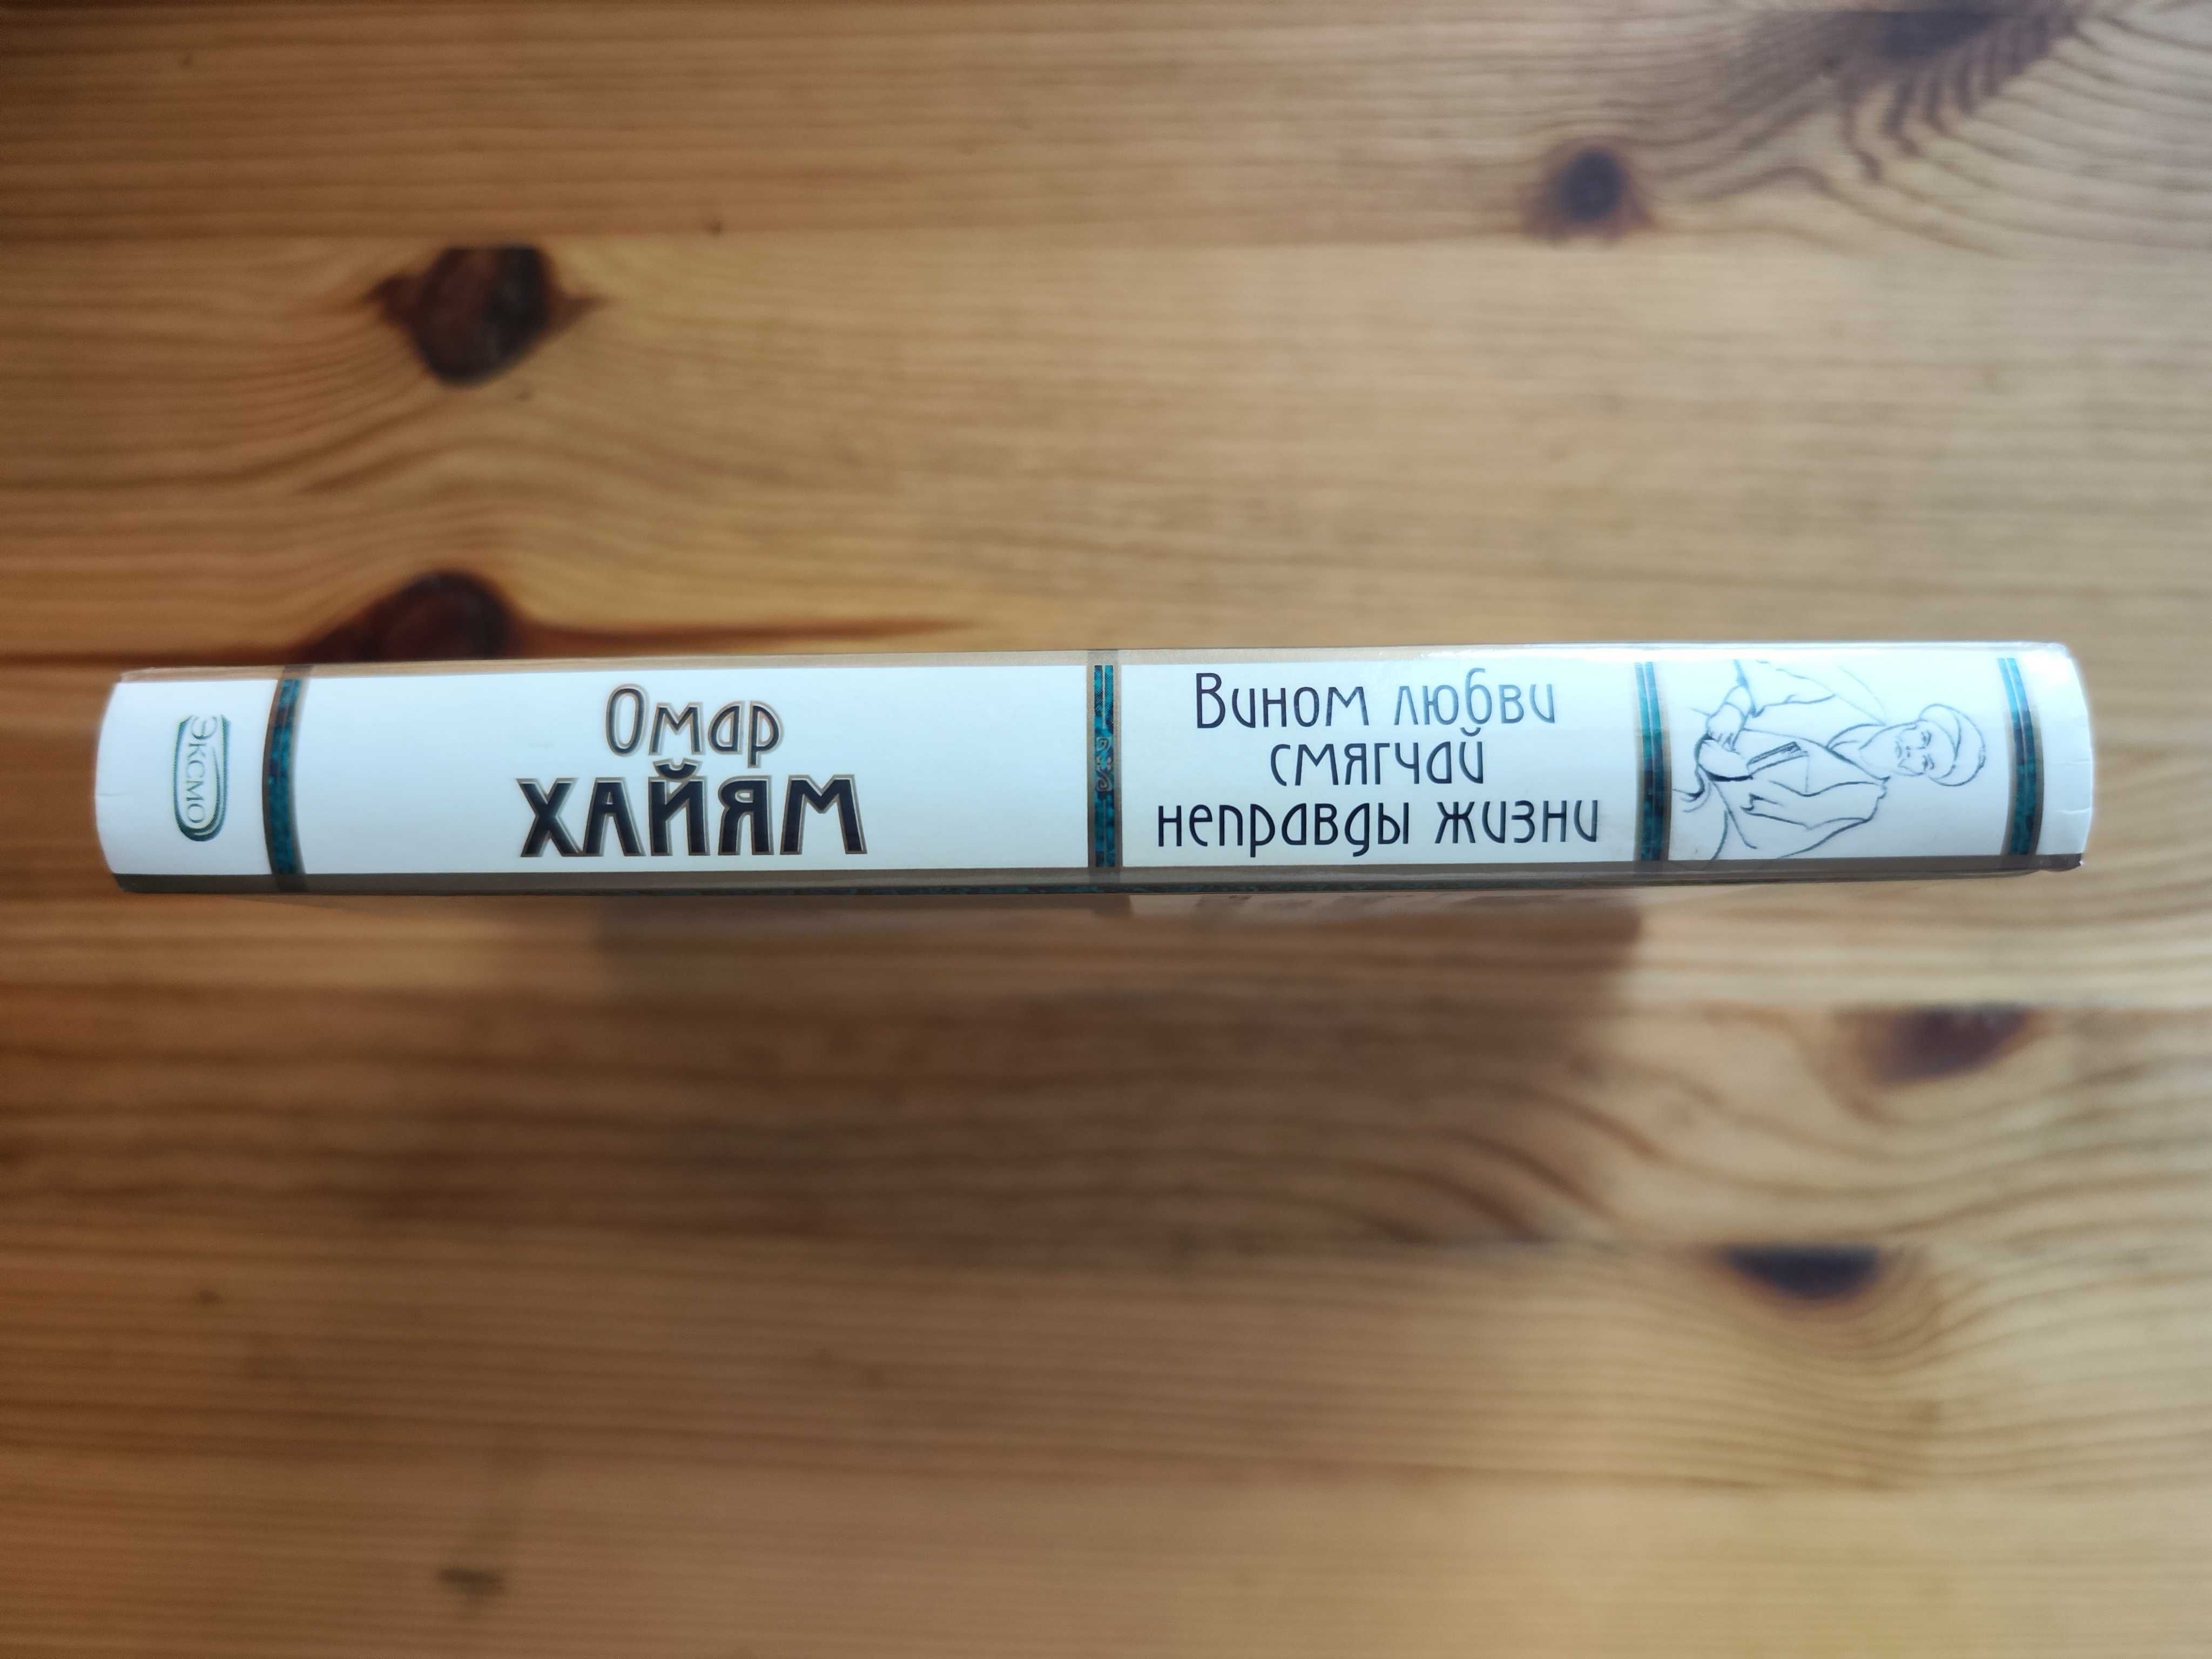 ЭКСМО
Омар
ХАЙЯМ
Вином любви
смягчай
неправды жизни